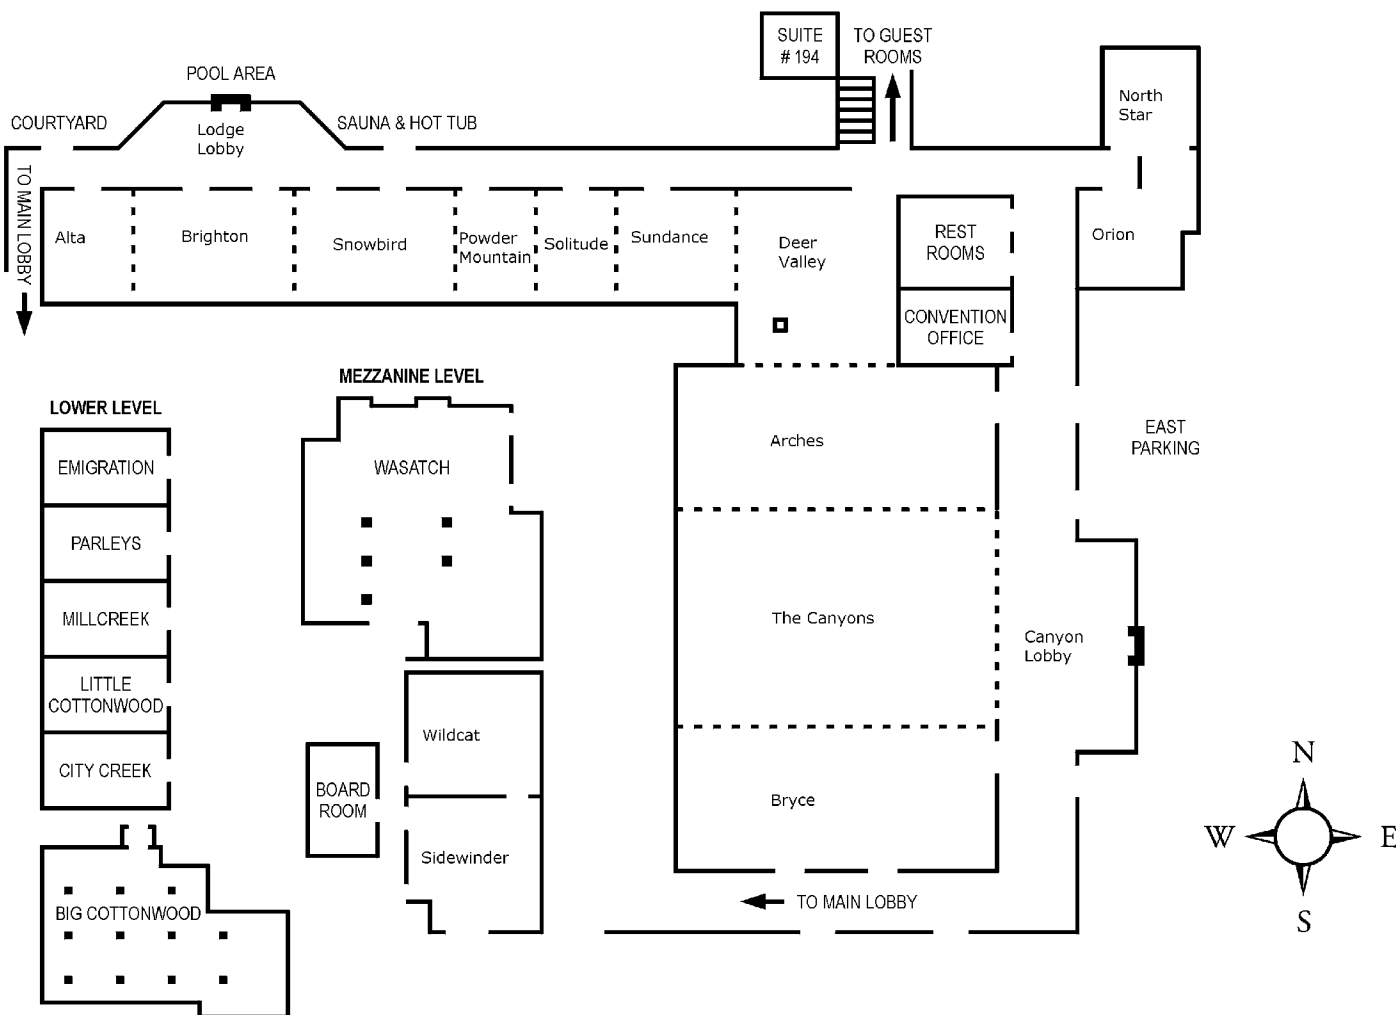 SUITE
# 194
TO GUEST
ROOMS
POOL AREA
North
Star
COURTYARD
Lodge
Lobby
SAUNA & HOT TUB
TO MAIN LOBBY
Alta
Brighton
Snowbird
Powder
Mountain
Solitude
Sundance
Deer
Valley
REST
ROOMS
Orion
CONVENTION
OFFICE
MEZZANINE LEVEL
LOWER LEVEL
EMIGRATION
WASATCH
Arches
EAST
PARKING
PARLEYS
MILLCREEK
The Canyons
Canyon
Lobby
LITTLE
COTTONWOOD
Wildcat
CITY CREEK
BOARD
ROOM
Bryce
N
W
E
S
Sidewinder
TO MAIN LOBBY
BIG COTTONWOOD